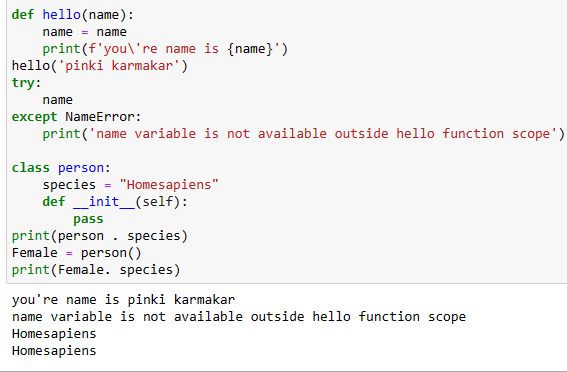 def hello(name):
    name = name
    print(f'you\'re name is {name}')
hello('pinki karmakar')
try:
    name
except NameError:
    print('name variable is not available outside hello function scope')

class person:
    species = "Homesapiens"
    def __init__(self):
        pass
print(person . species)
Female = person()
print(Female. species)
you're name is pinki karmakar
name variable is not available outside hello function scope
Homesapiens
Homesapiens